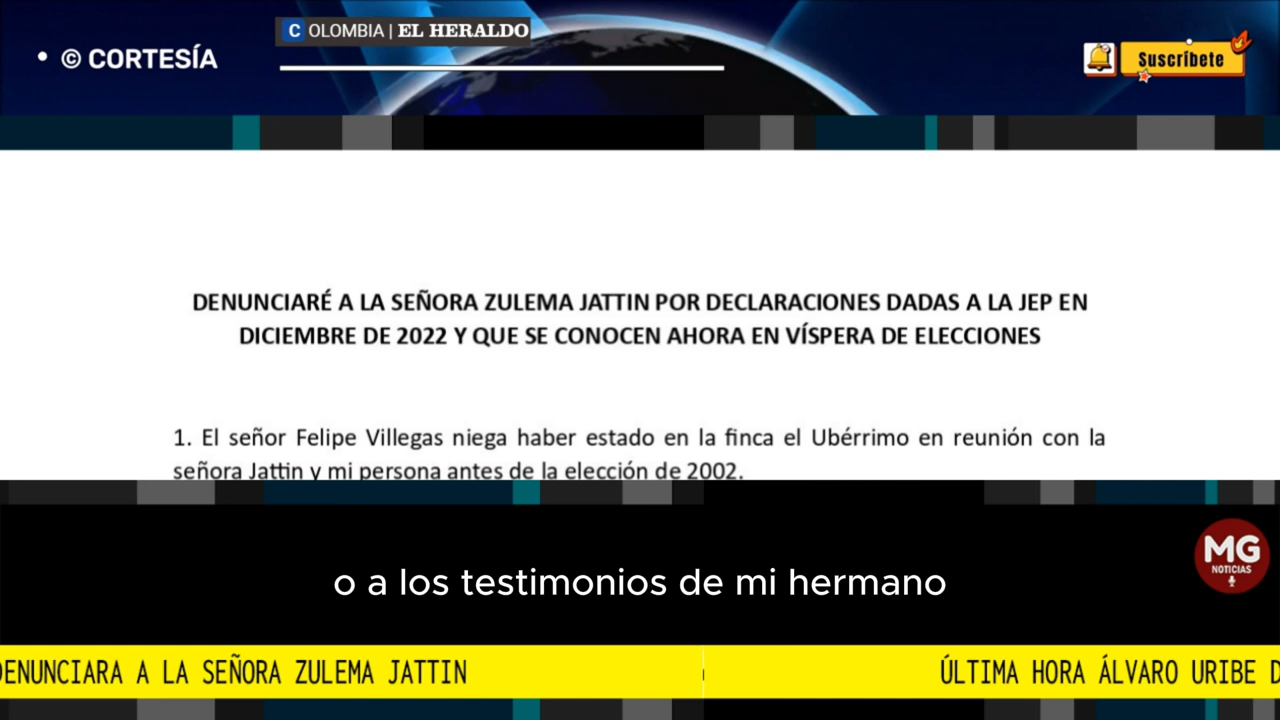 • © CORTESÍA
C OLOMBIA | EL HERALDO
Suscríbete
DENUNCIARÉ A LA SEÑORA ZULEMA JATTIN POR DECLARACIONES DADAS A LA JEP EN
DICIEMBRE DE 2022 Y QUE SE CONOCEN AHORA EN VÍSPERA DE ELECCIONES
1. El señor Felipe Villegas niega haber estado en la finca el Ubérrimo en reunión con la
señora Jattin y mi persona antes de la elección de 2002.
MG
NOTICIAS
o a los testimonios de mi hermano
DENUNCIARA A LA SEÑORA ZULEMA JATTIN
ÚLTIMA HORA ÁLVARO URIBE D